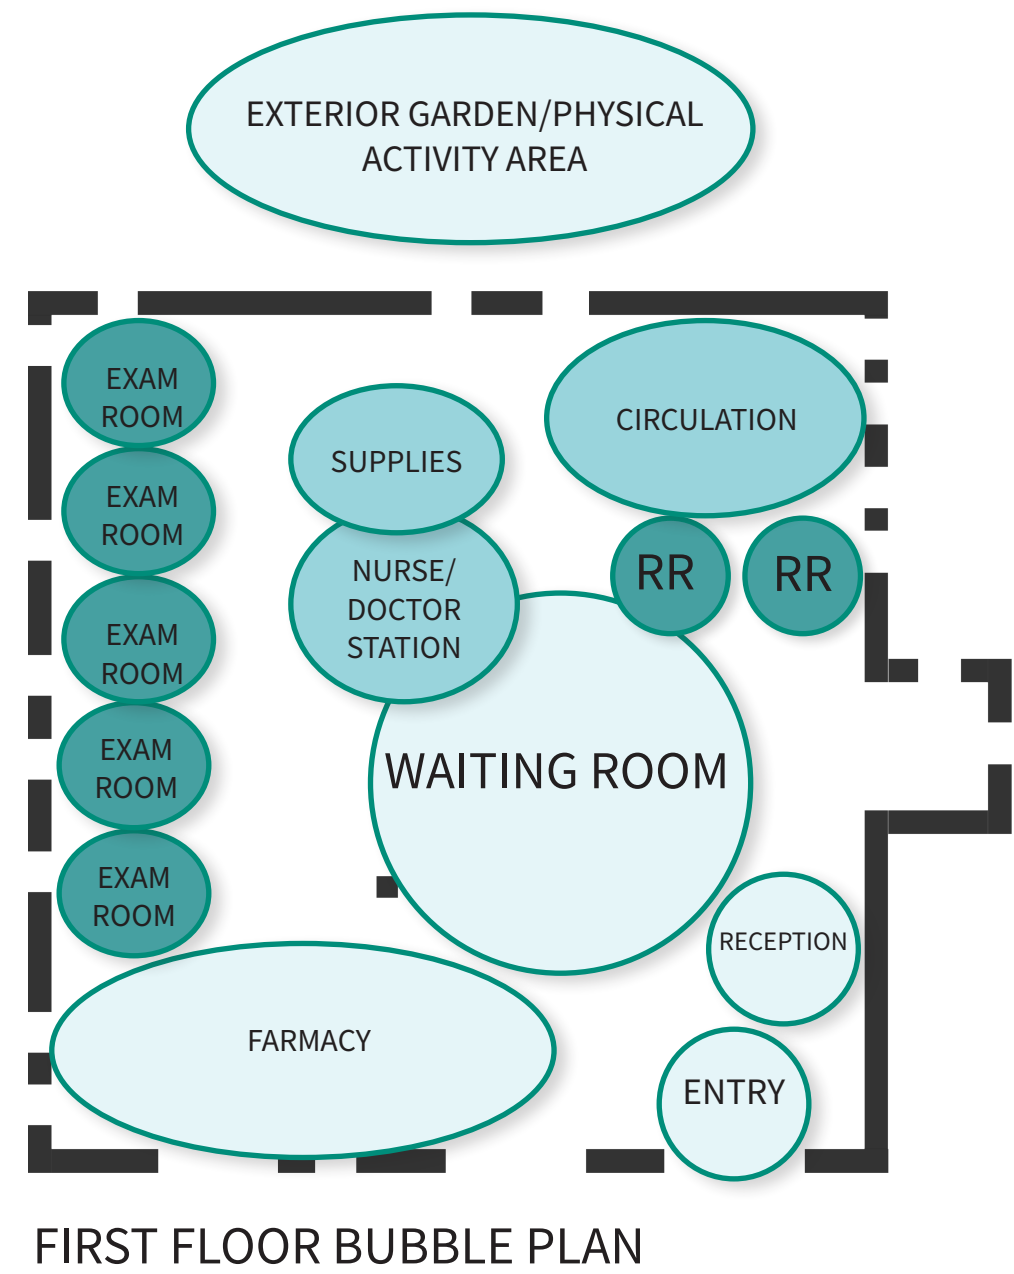 EXTERIOR GARDEN/PHYSICAL
ACTIVITY AREA
EXAM
ROOM
CIRCULATION
SUPPLIES
EXAM
ROOM
NURSE/
DOCTOR
STATION
RR
RR
EXAM
ROOM
WAITING ROOM
EXAM
ROOM
EXAM
ROOM
RECEPTION
FARMACY
ENTRY
FIRST FLOOR BUBBLE PLAN